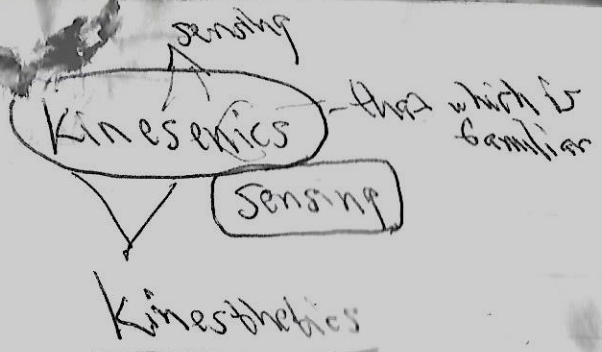 sensing
Kinesenics - that which is
familiar
Sensing
Kinesthetics